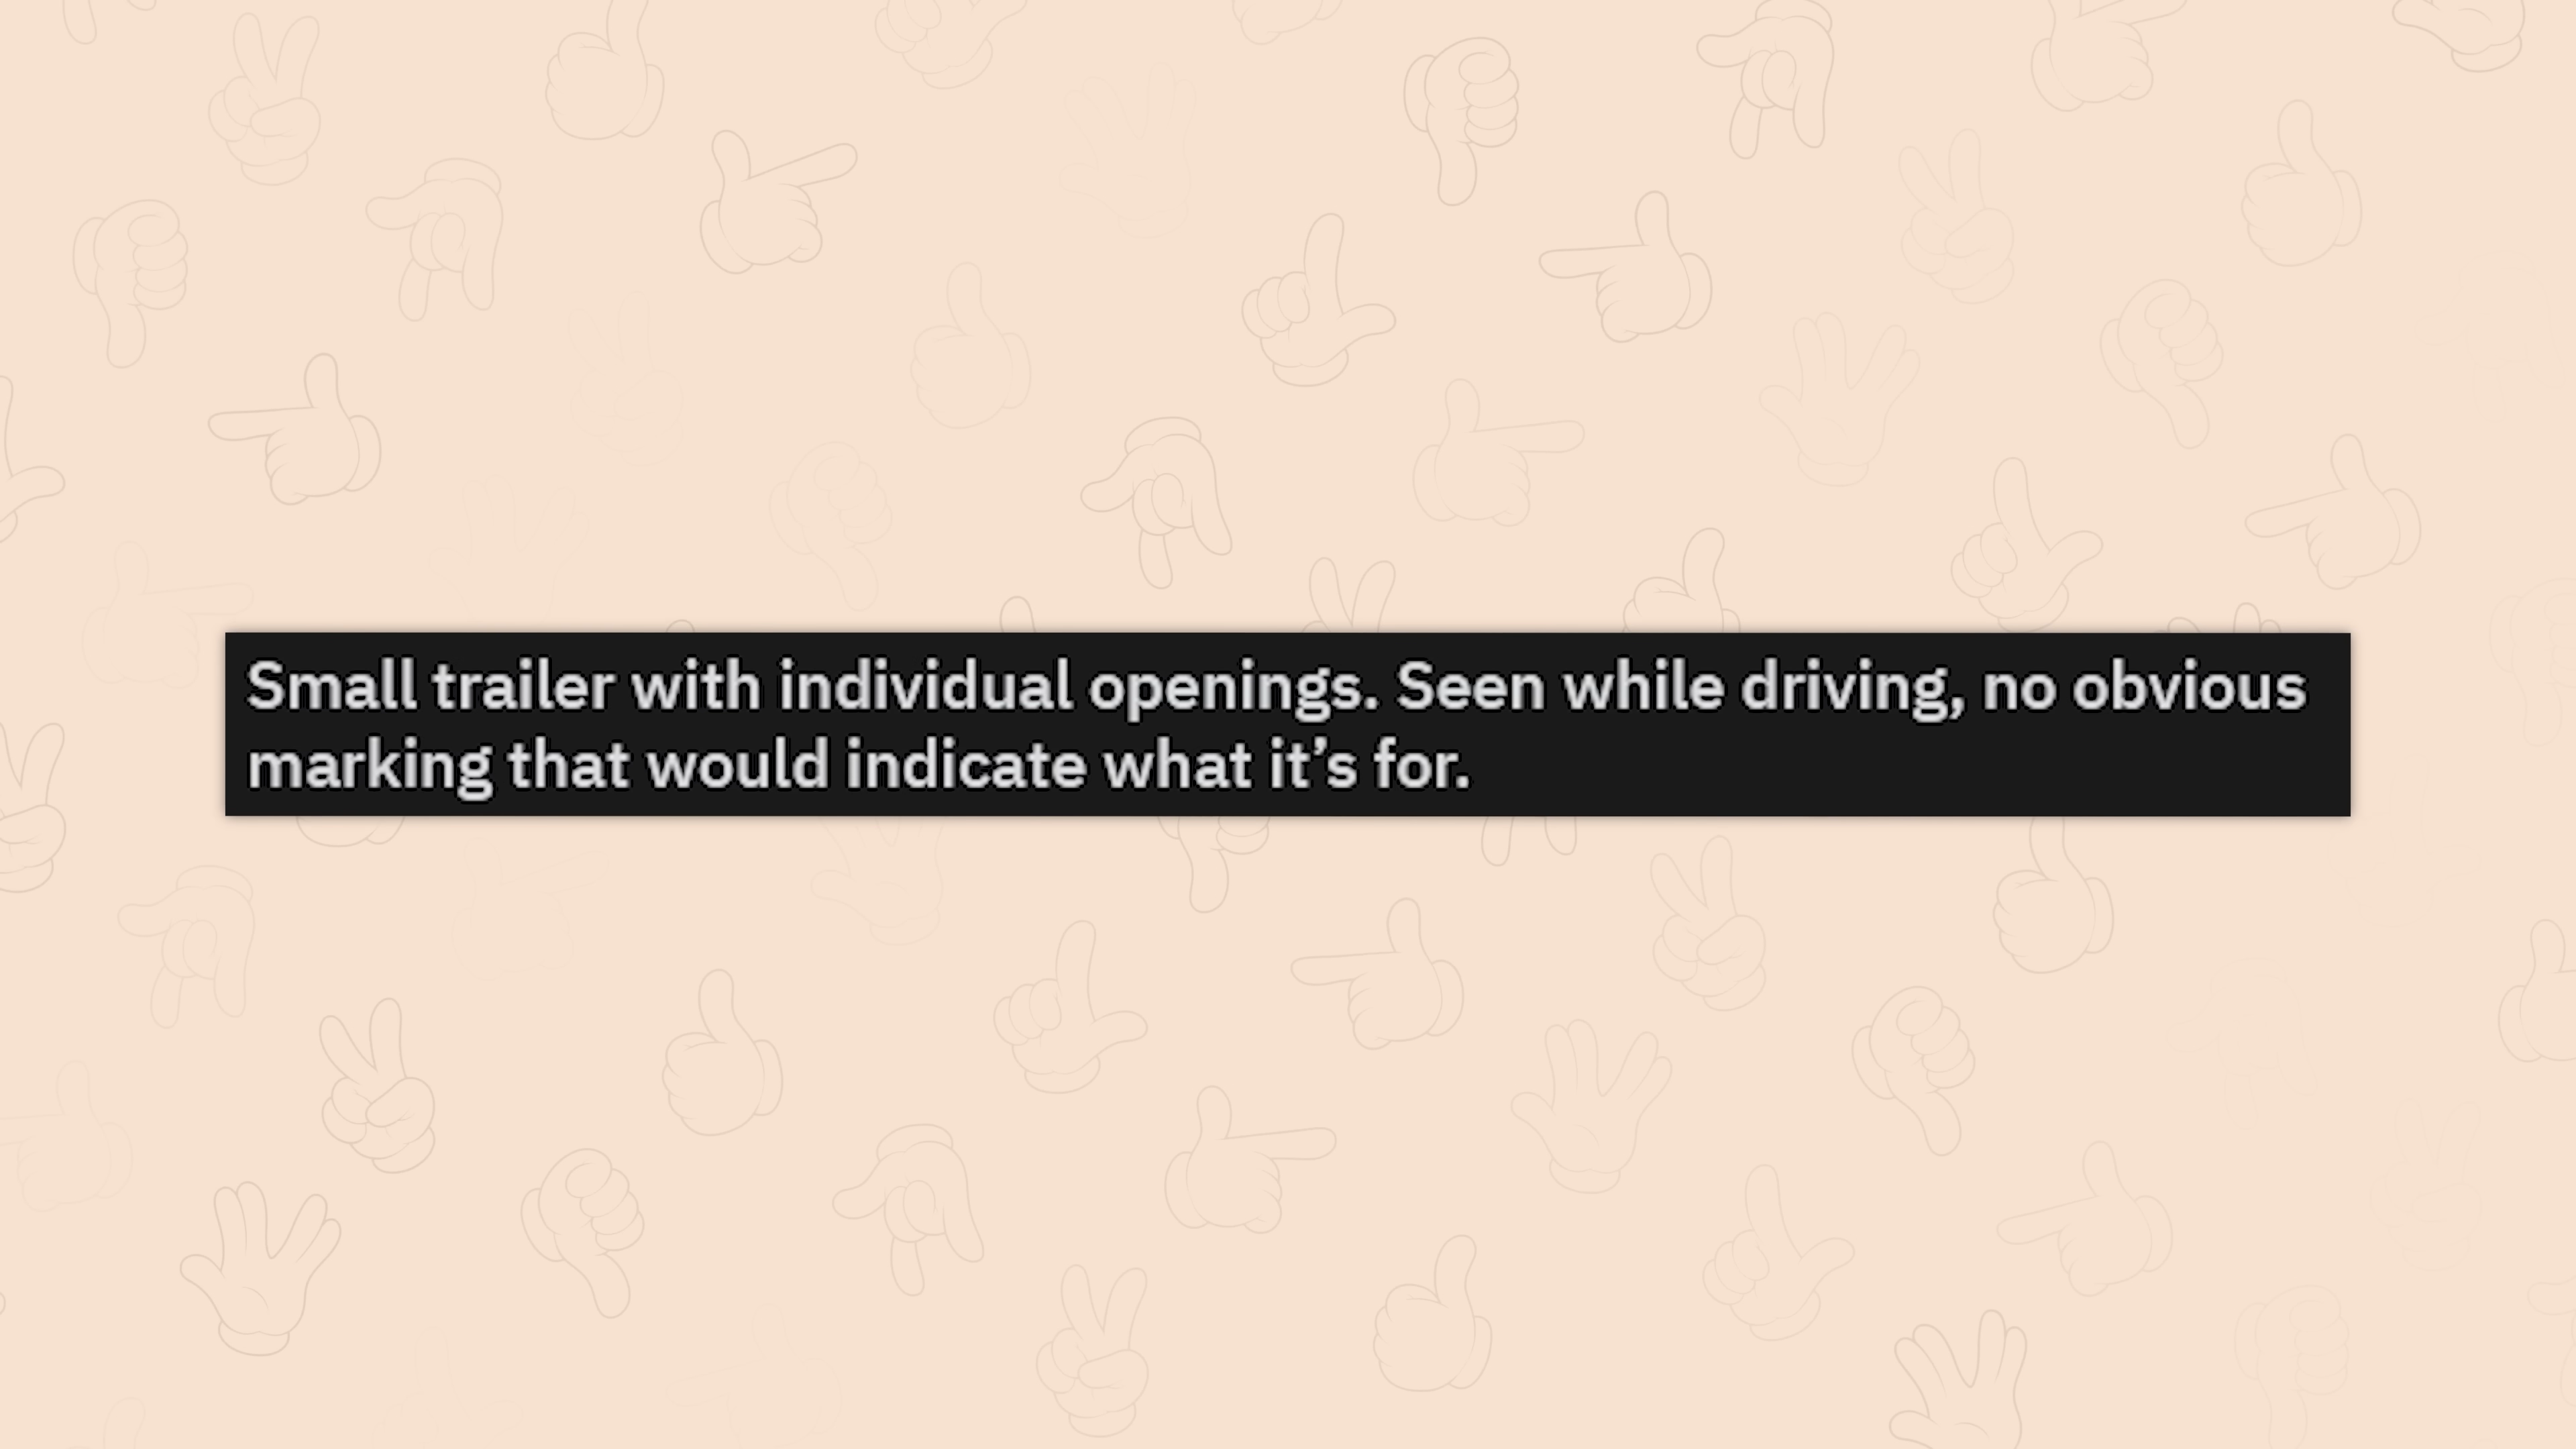 Small trailer with individual openings. Seen while driving, no obvious
marking that would indicate what it’s for.